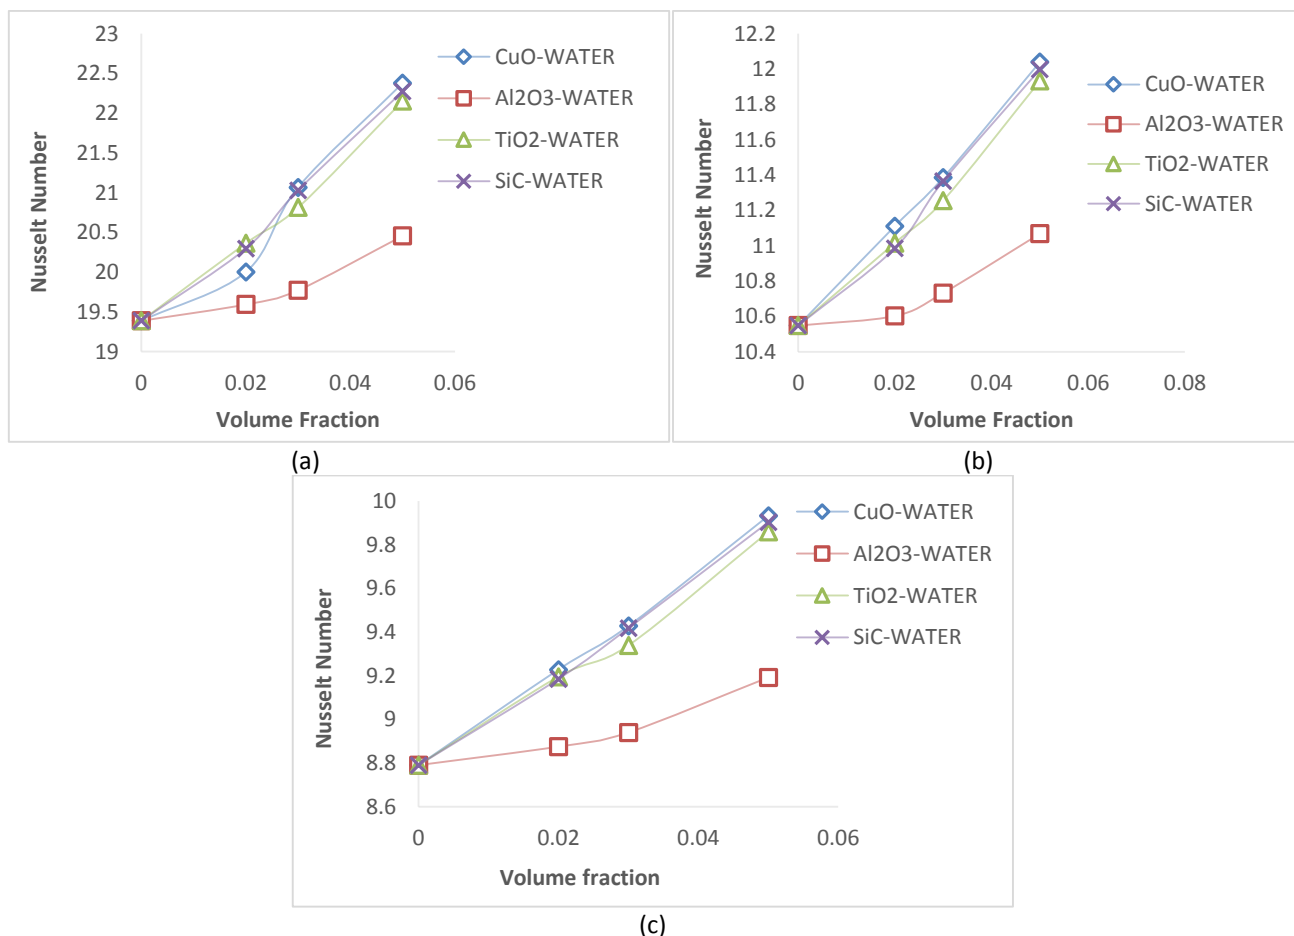 23
22.5
22
21.5
21
20.5
20
19.5
19
0 0.02 0.04 0.06
Nusselt Number
Volume Fraction
CuO-WATER
Al2O3-WATER
TiO2-WATER
SiC-WATER
(a)
12.2
12
11.8
11.6
11.4
11.2
11
10.8
10.6
10.4
0 0.02 0.04 0.06 0.08
Nusselt Number
Volume Fraction
CuO-WATER
Al2O3-WATER
TiO2-WATER
SiC-WATER
(b)
10
9.8
9.6
9.4
9.2
9
8.8
8.6
0 0.02 0.04 0.06
Nusselt Number
Volume fraction
CuO-WATER
Al2O3-WATER
TiO2-WATER
SiC-WATER
(c)